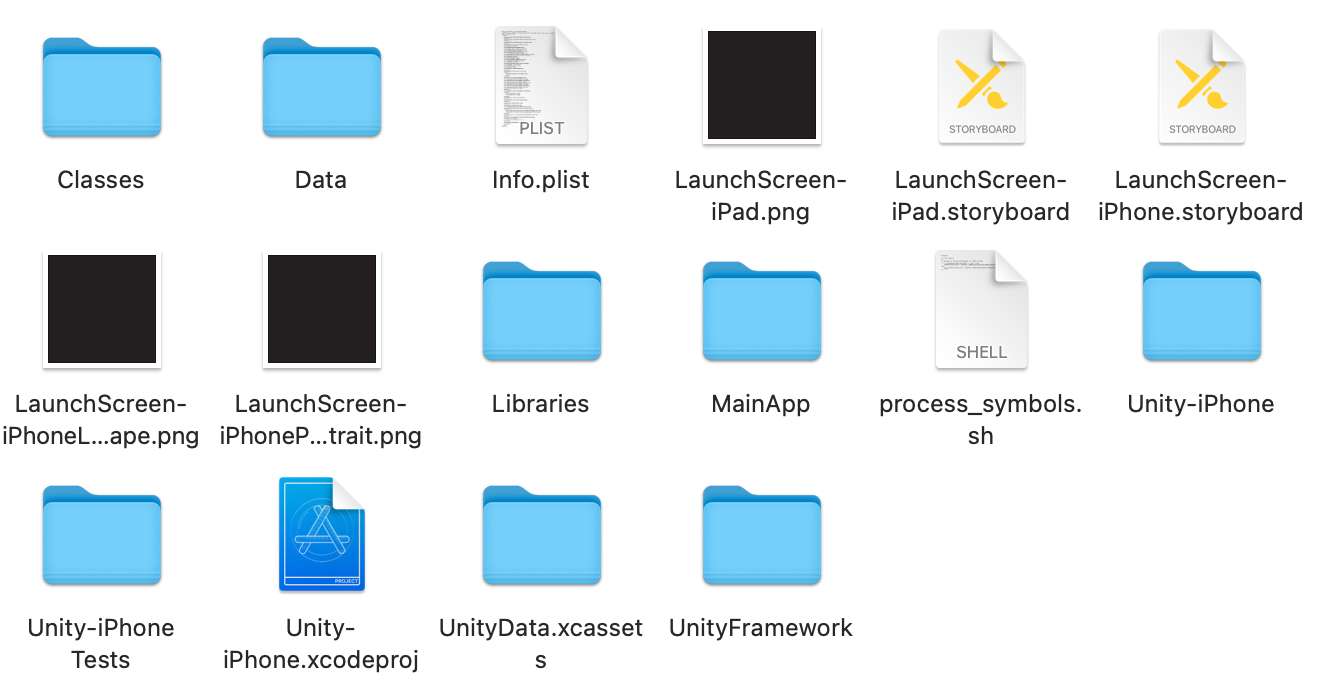 PLIST
STORYBOARD
STORYBOARD
Classes
Data
Info.plist
LaunchScreen-
iPad.png
LaunchScreen-
iPad.storyboard
LaunchScreen-
iPhone.storyboard
SHELL
LaunchScreen-
iPhoneL...ape.png
LaunchScreen-
iPhoneP...trait.png
Libraries
MainApp
process_symbols.
sh
Unity-iPhone
PROJECT
Unity-iPhone
Tests
Unity-
iPhone.xcodeproj
UnityData.xcasset
s
UnityFramework